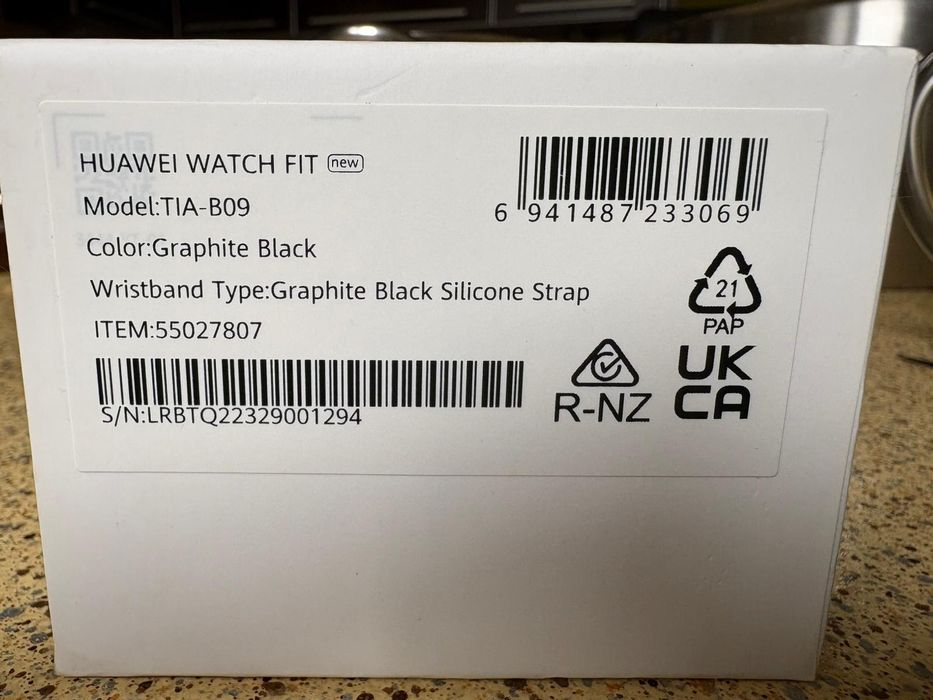 HUAWEI WATCH FIT new
Model:TIA-B09
Color:Graphite Black
Wristband Type:Graphite Black Silicone Strap
ITEM:55027807
S/N:LRBTQ22329001294
6 941487 233069
21
PAP
R-NZ
UK
CA